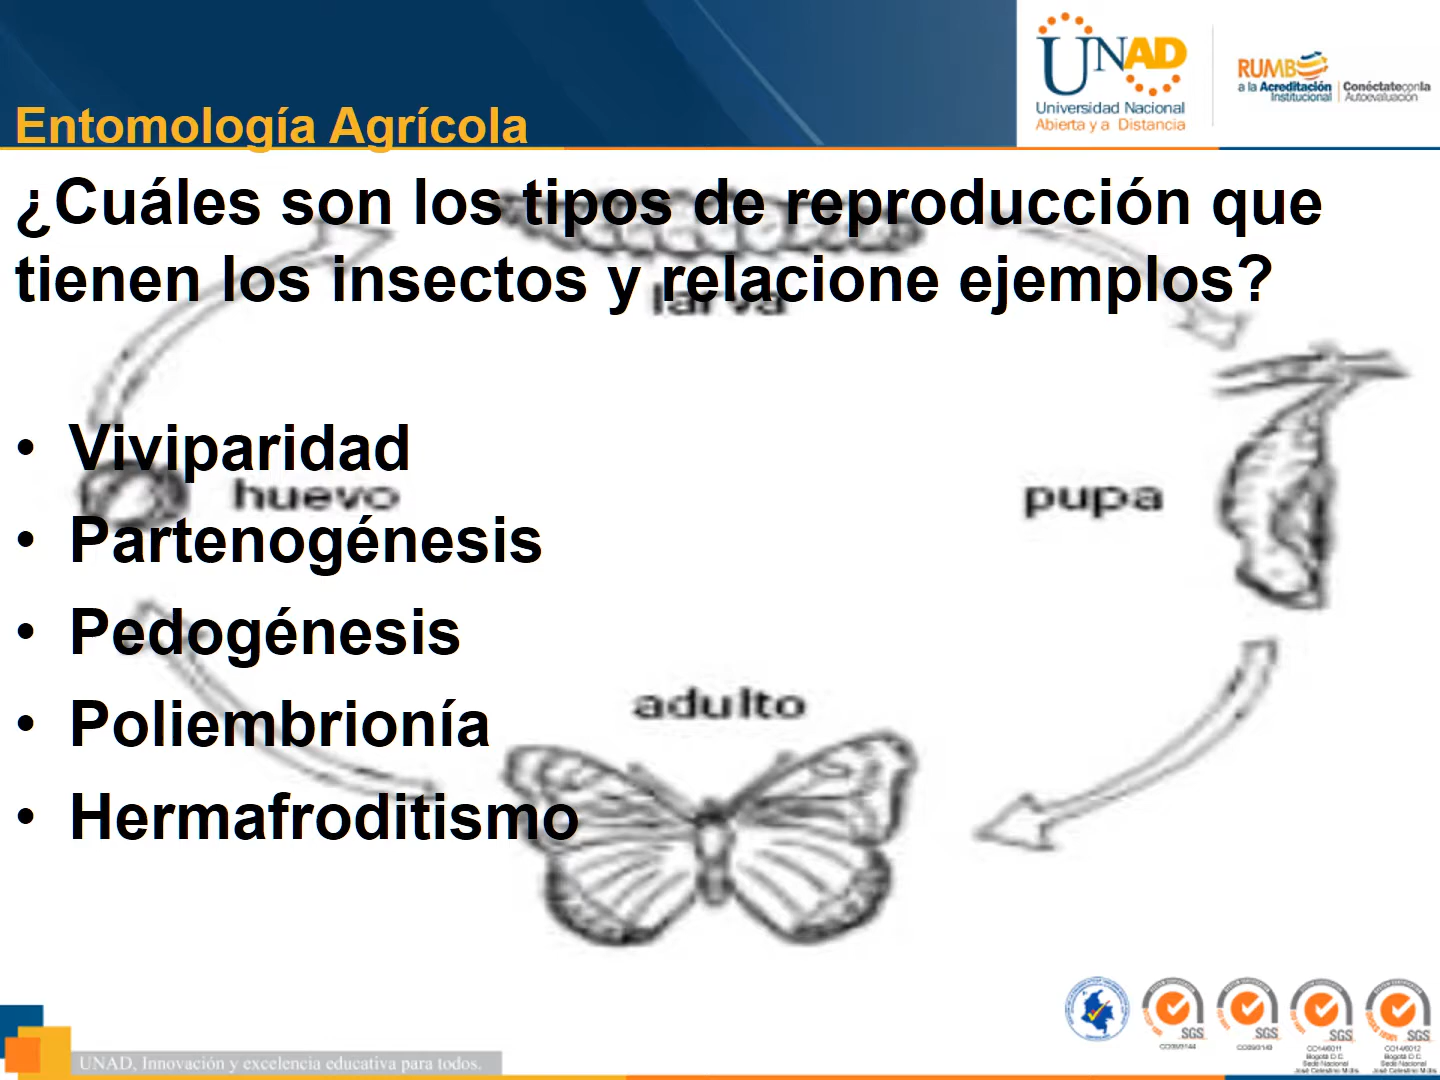 UNAD
Universidad Nacional
Abierta y a Distancia
RUMBO
a la Acreditación
Institucional
Conéctateconla
Autoevaluación
Entomología Agrícola
¿Cuáles son los tipos de reproducción que
tienen los insectos y relacione ejemplos?
larva
• Viviparidad
huevo
pupa
• Partenogénesis
• Pedogénesis
• Poliembrionía
adulto
• Hermafroditismo
SGS
SGS
SGS
SGS
UNAD, Innovación y excelencia educativa para todos.